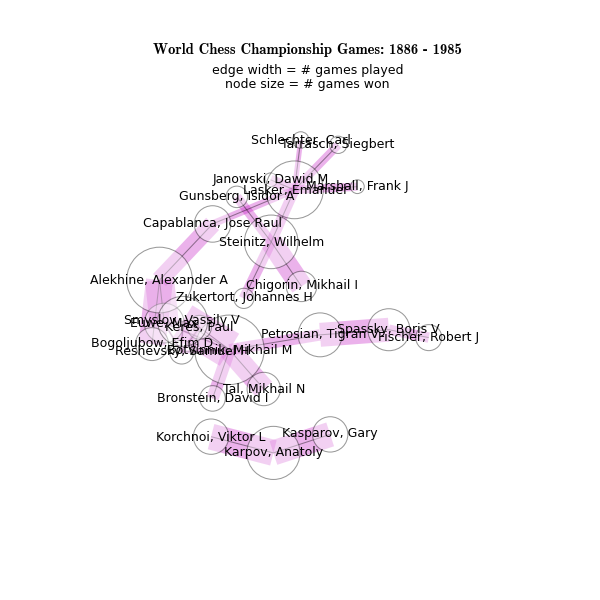 World Chess Championship Games: 1886 - 1985
edge width = # games played
node size = # games won
Schlechter, Carl
Tarrasch, Siegbert
Janowski, Dawid M
Marshall, Frank J
Lasker, Emanuel
Gunsberg, Isidor A
Capablanca, Jose Raul
Steinitz, Wilhelm
Alekhine, Alexander A
Chigorin, Mikhail I
Zukertort, Johannes H
Smyslov, Vassily V
Euwe, Max
Keres, Paul
Spassky, Boris V
Petrosian, Tigran V
Fischer, Robert J
Bogoljubow, Efim D
Reshevsky, Samuel H
Botvinnik, Mikhail M
Tal, Mikhail N
Bronstein, David I
Korchnoi, Viktor L
Kasparov, Gary
Karpov, Anatoly